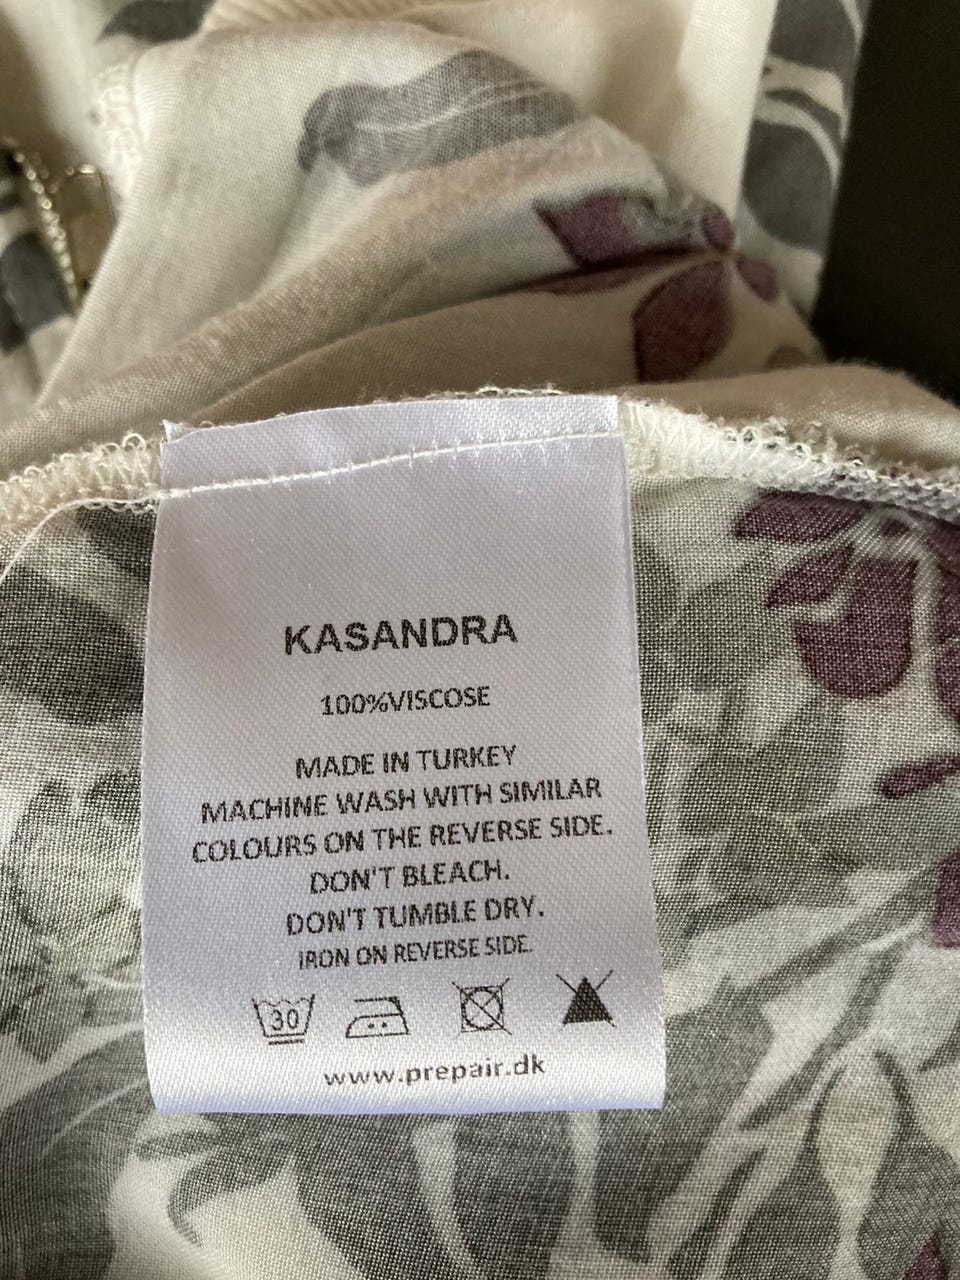 KASANDRA
100%VISCOSE
MADE IN TURKEY
MACHINE WASH WITH SIMILAR
COLOURS ON THE REVERSE SIDE.
DON'T BLEACH.
DON'T TUMBLE DRY.
IRON ON REVERSE SIDE.
30
www.prepair.dk